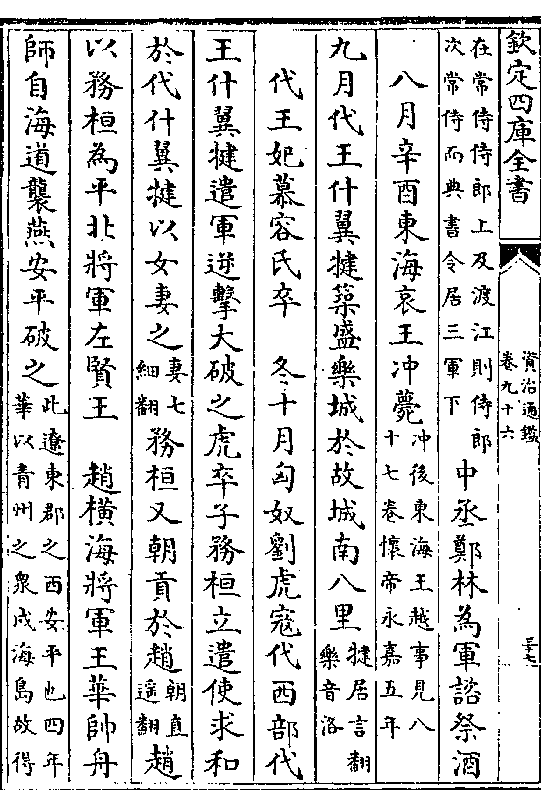 欽定四庫全書
資治通鑑
卷九十六
三十七
在常侍侍郎上及渡江則侍郎
次常侍而典書令居三軍下
中丞鄭林為軍諮祭酒
八月辛酉東海哀王冲薨
冲後東海王越事見八
十七卷懷帝永嘉五年
九月代王什翼犍築盛樂城於故城南八里
犍居言翻
樂音洛
代王妃慕容氏卒　冬十月匈奴劉虎寇代西部代
王什翼犍遣軍逆擊大破之虎卒子務桓立遣使求和
於代什翼犍以女妻之
妻七
細翻
務桓又朝貢於趙
朝直
遥翻
趙
以務桓為平北將軍左賢王　趙橫海將軍王華帥舟
師自海道襲燕安平破之
此遼東郡之西安平也四年
華以青州之衆戍海島故得